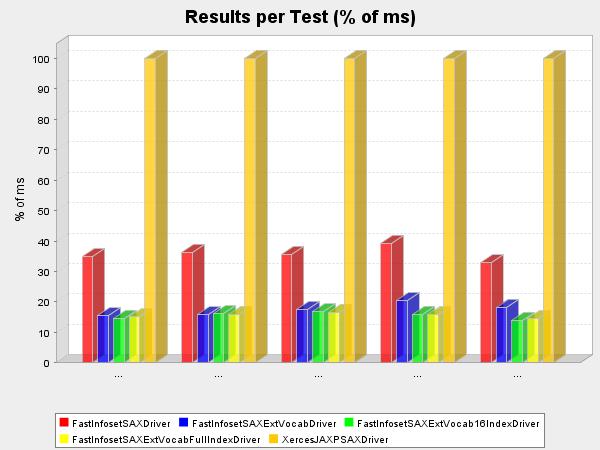 Results per Test (% of ms)
100
90
80
70
60
50
40
30
20
10
0
% of ms
... ... ... ... ...
FastInfosetSAXDriver FastInfosetSAXExtVocabDriver FastInfosetSAXExtVocab16IndexDriver
FastInfosetSAXExtVocabFullIndexDriver XercesJAXPSAXDriver